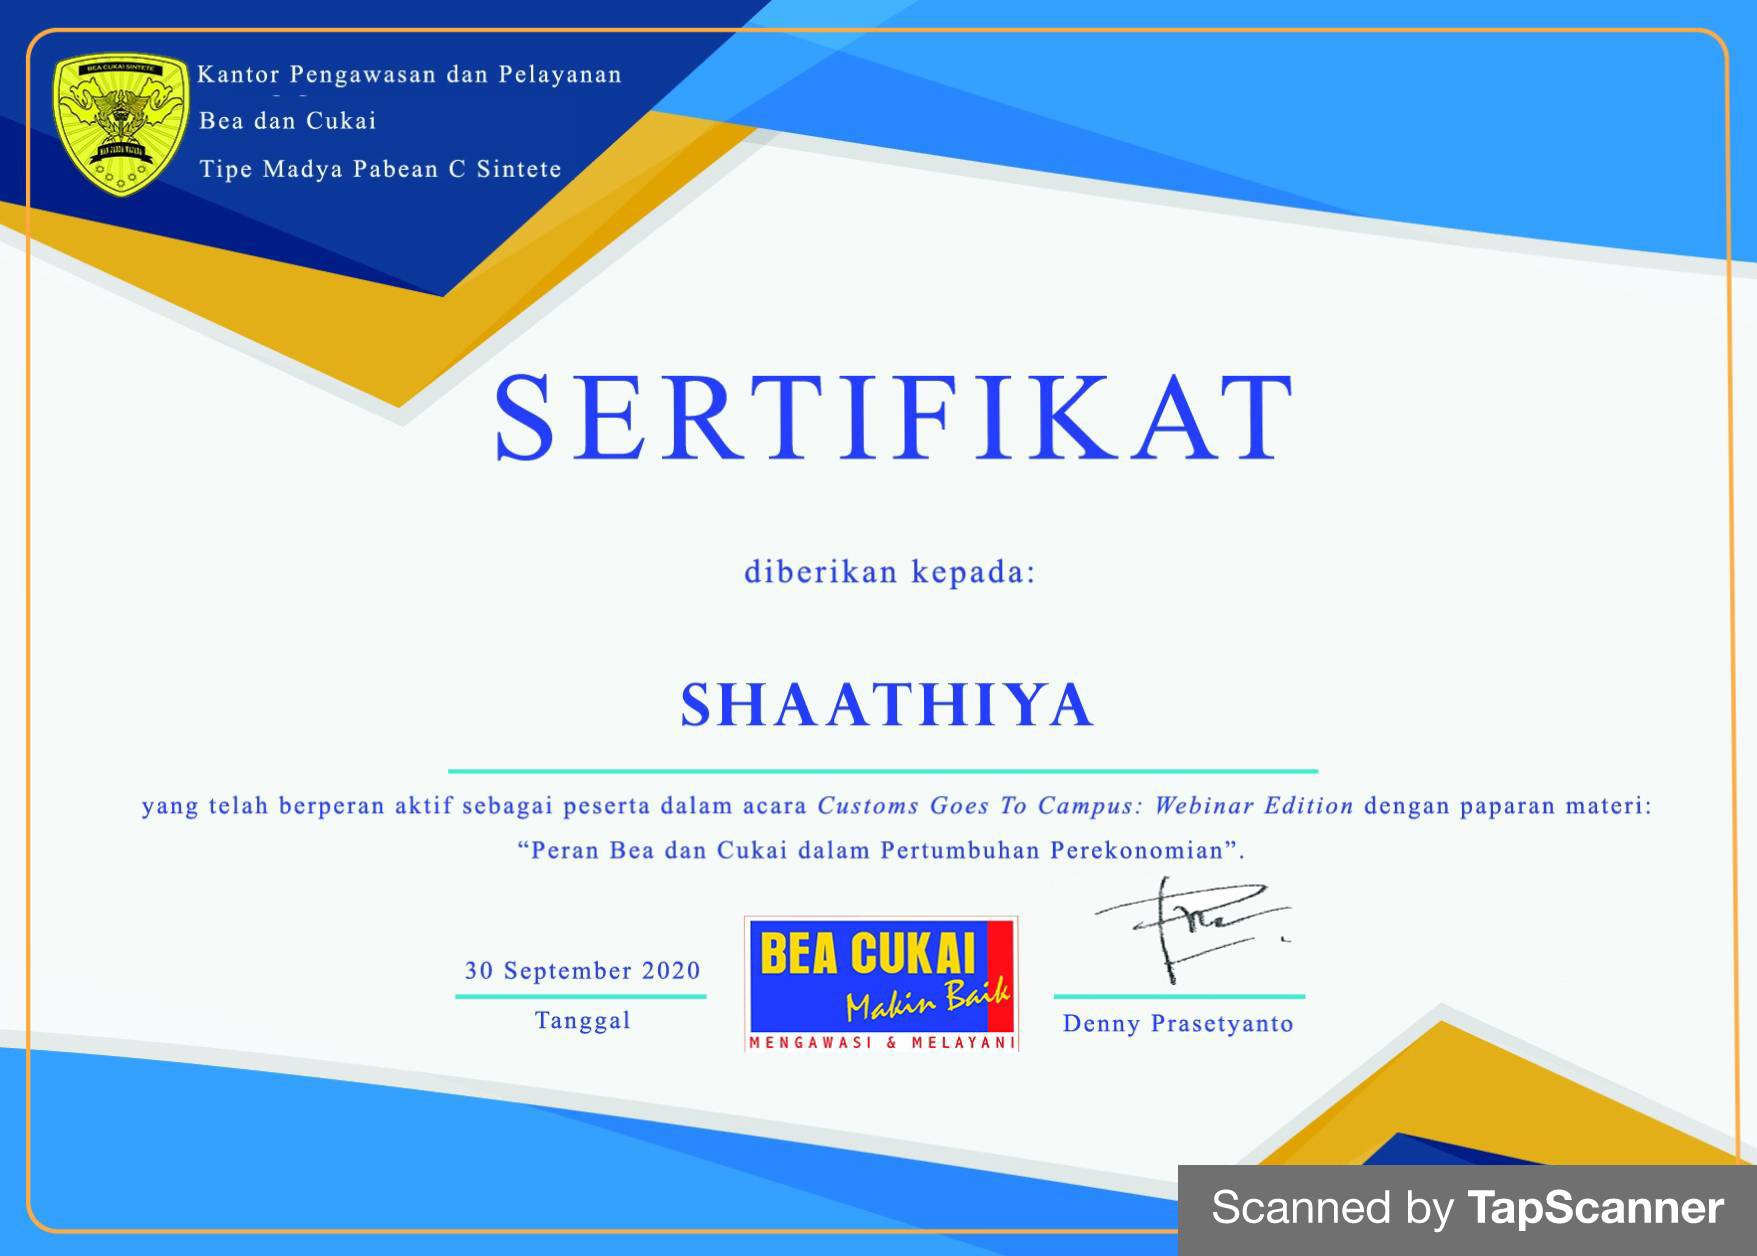 BEA CUKAI SINTETE
MAN JADDA WAJADA
Kantor Pengawasan dan Pelayanan
Bea dan Cukai
Tipe Madya Pabean C Sintete
SERTIFIKAT
diberikan kepada:
SHAATHIYA
yang telah berperan aktif sebagai peserta dalam acara Customs Goes To Campus: Webinar Edition dengan paparan materi:
“Peran Bea dan Cukai dalam Pertumbuhan Perekonomian”.
30 September 2020
Tanggal
BEA CUKAI
Makin Baik
MENGAWASI & MELAYANI
Denny Prasetyanto
Scanned by TapScanner